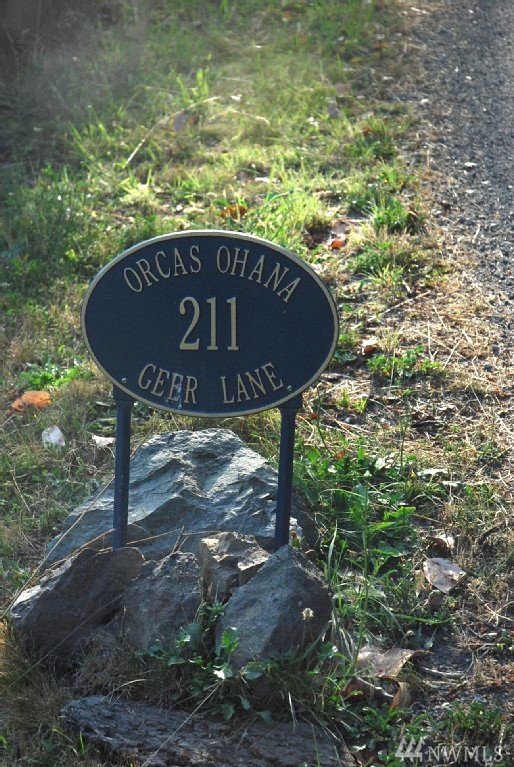 ORCAS OHANA
211
GEER LANE
NWMLS